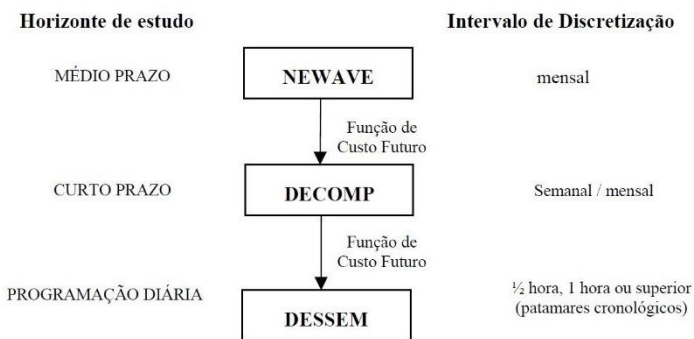 Horizonte de estudo
Intervalo de Discretização
MÉDIO PRAZO
NEWAVE
mensal
Função de
Custo Futuro
CURTO PRAZO
DECOMP
Semanal / mensal
Função de
Custo Futuro
PROGRAMAÇÃO DIÁRIA
DESSEM
½ hora, 1 hora ou superior
(patamares cronológicos)